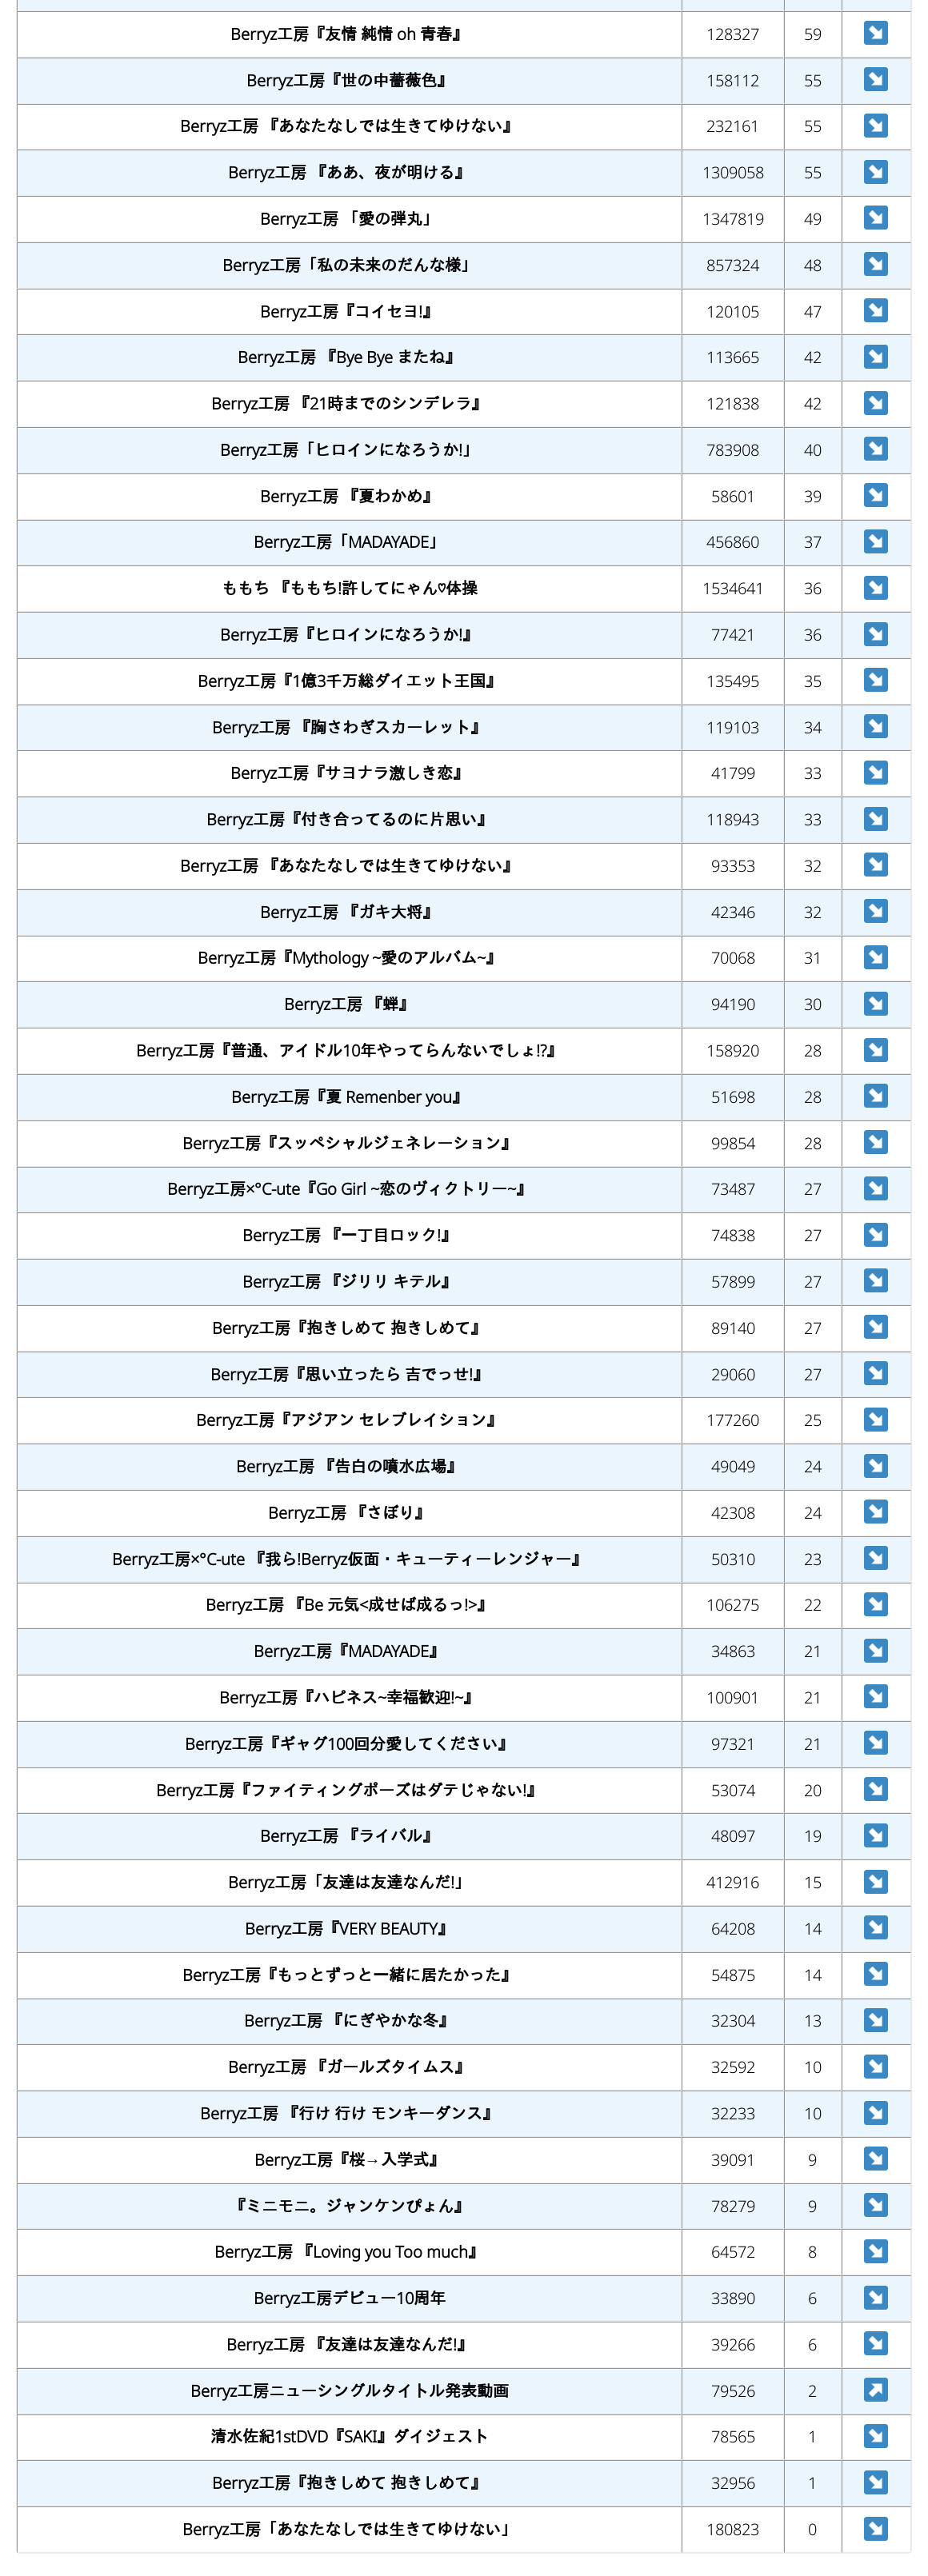 Berryz工房『友情 純情 oh 青春』 128327 59 ↘
Berryz工房『世の中薔薇色』 158112 55 ↘
Berryz工房 『あなたなしでは生きてゆけない』 232161 55 ↘
Berryz工房 『ああ、夜が明ける』 1309058 55 ↘
Berryz工房 「愛の弾丸」 1347819 49 ↘
Berryz工房「私の未来のだんな様」 857324 48 ↘
Berryz工房『コイセヨ!』 120105 47 ↘
Berryz工房 『Bye Bye またね』 113665 42 ↘
Berryz工房 『21時までのシンデレラ』 121838 42 ↘
Berryz工房「ヒロインになろうか!」 783908 40 ↘
Berryz工房 『夏わかめ』 58601 39 ↘
Berryz工房「MADAYADE」 456860 37 ↘
ももち 『ももち!許してにゃん♡体操 1534641 36 ↘
Berryz工房『ヒロインになろうか!』 77421 36 ↘
Berryz工房『1億3千万総ダイエット王国』 135495 35 ↘
Berryz工房 『胸さわぎスカーレット』 119103 34 ↘
Berryz工房『サヨナラ激しき恋』 41799 33 ↘
Berryz工房『付き合ってるのに片思い』 118943 33 ↘
Berryz工房 『あなたなしでは生きてゆけない』 93353 32 ↘
Berryz工房 『ガキ大将』 42346 32 ↘
Berryz工房『Mythology ~愛のアルバム~』 70068 31 ↘
Berryz工房 『蝉』 94190 30 ↘
Berryz工房『普通、アイドル10年やってらんないでしょ!?』 158920 28 ↘
Berryz工房『夏 Remenber you』 51698 28 ↘
Berryz工房『スッペシャルジェネレーション』 99854 28 ↘
Berryz工房×°C-ute『Go Girl ~恋のヴィクトリー~』 73487 27 ↘
Berryz工房 『一丁目ロック!』 74838 27 ↘
Berryz工房 『ジリリ キテル』 57899 27 ↘
Berryz工房『抱きしめて 抱きしめて』 89140 27 ↘
Berryz工房『思い立ったら 吉でっせ!』 29060 27 ↘
Berryz工房『アジアン セレブレイション』 177260 25 ↘
Berryz工房 『告白の噴水広場』 49049 24 ↘
Berryz工房 『さぼり』 42308 24 ↘
Berryz工房×°C-ute 『我ら!Berryz仮面・キューティーレンジャー』 50310 23 ↘
Berryz工房 『Be 元気<成せば成るっ!>』 106275 22 ↘
Berryz工房『MADAYADE』 34863 21 ↘
Berryz工房『ハピネス~幸福歓迎!~』 100901 21 ↘
Berryz工房『ギャグ100回分愛してください』 97321 21 ↘
Berryz工房『ファイティングポーズはダテじゃない!』 53074 20 ↘
Berryz工房 『ライバル』 48097 19 ↘
Berryz工房「友達は友達なんだ!」 412916 15 ↘
Berryz工房『VERY BEAUTY』 64208 14 ↘
Berryz工房『もっとずっと一緒に居たかった』 54875 14 ↘
Berryz工房 『にぎやかな冬』 32304 13 ↘
Berryz工房 『ガールズタイムス』 32592 10 ↘
Berryz工房 『行け 行け モンキーダンス』 32233 10 ↘
Berryz工房『桜→入学式』 39091 9 ↘
『ミニモニ。ジャンケンぴょん』 78279 9 ↘
Berryz工房 『Loving you Too much』 64572 8 ↘
Berryz工房デビュー10周年 33890 6 ↘
Berryz工房 『友達は友達なんだ!』 39266 6 ↘
Berryz工房ニューシングルタイトル発表動画 79526 2 ↗
清水佐紀1stDVD『SAKI』ダイジェスト 78565 1 ↘
Berryz工房『抱きしめて 抱きしめて』 32956 1 ↘
Berryz工房「あなたなしでは生きてゆけない」 180823 0 ↘